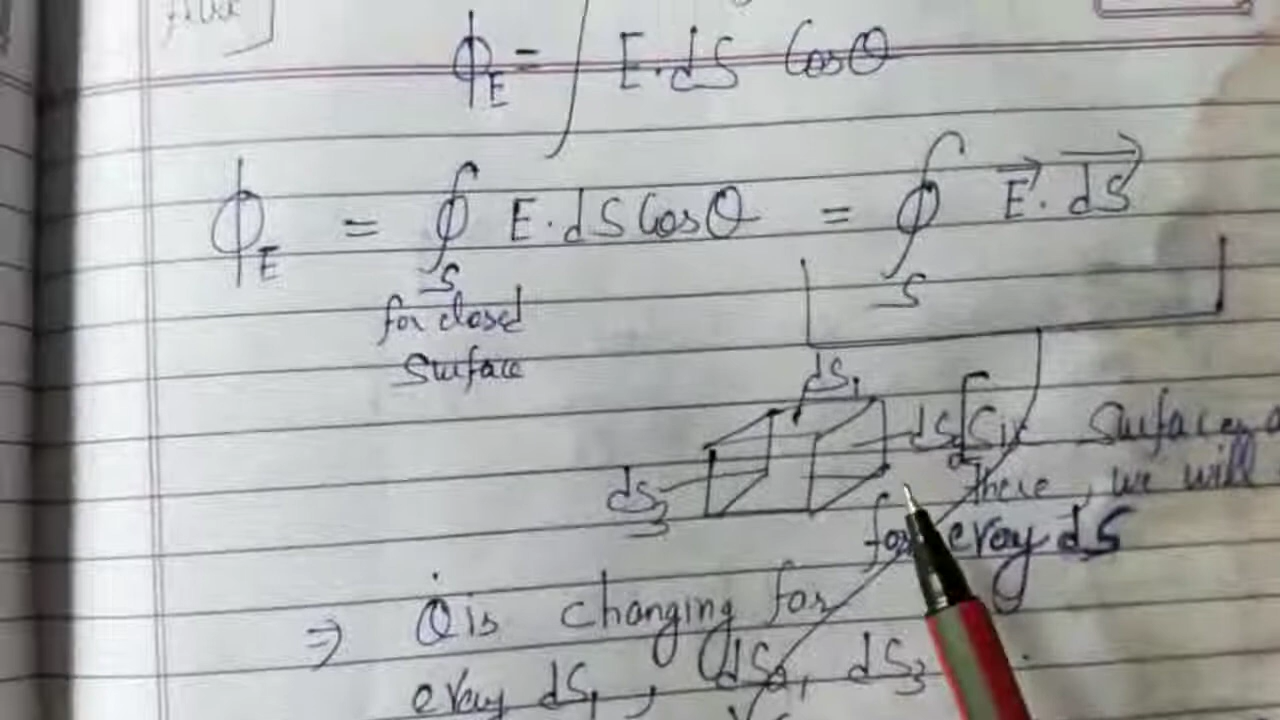 ϕE = ∫ E·dS Cosθ
ϕE = ∮S E·dS Cosθ = ∮S E⃗·dS⃗
for closed
Surface
dS1
dS2 Six Surfaces
dS3 there, we will
for every dS
⇒ θ is changing for
every dS1, dS2, dS3